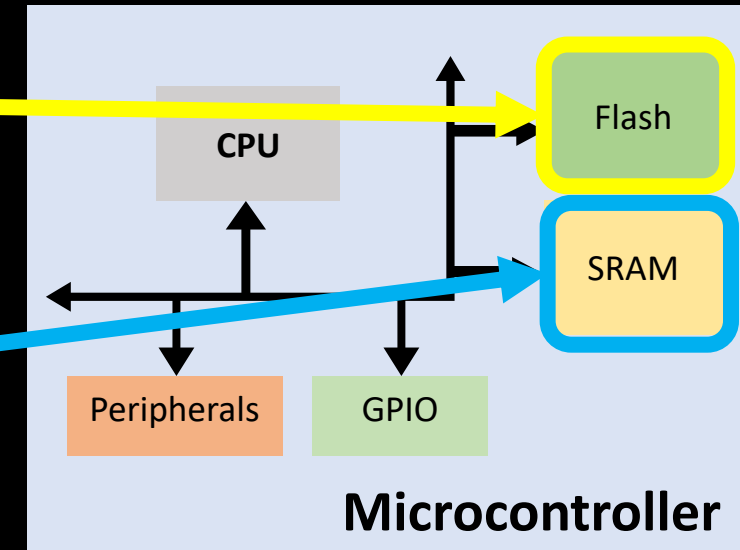 Flash
CPU
SRAM
Peripherals
GPIO
Microcontroller